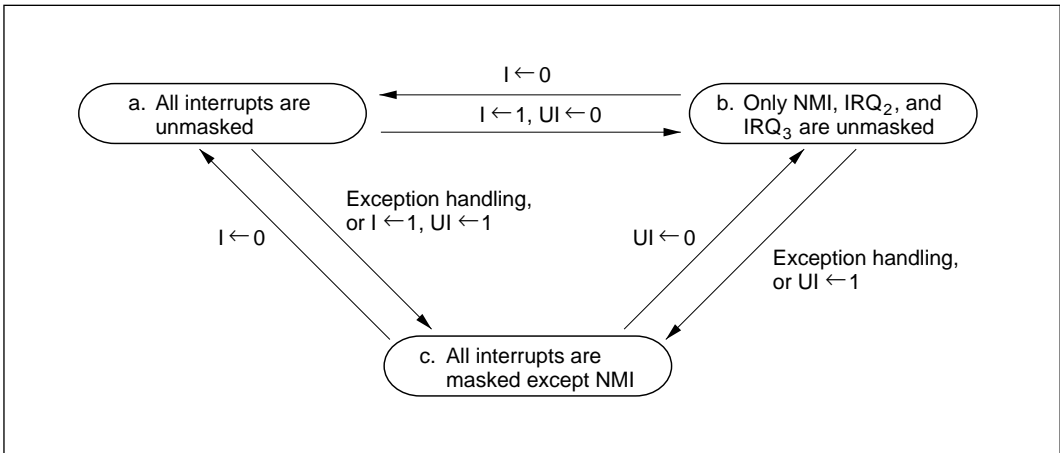 I ← 0
a. All interrupts are
unmasked
I ← 1, UI ← 0
b. Only NMI, IRQ2, and
IRQ3 are unmasked
Exception handling,
or I ← 1, UI ← 1
I ← 0
UI ← 0
Exception handling,
or UI ← 1
c. All interrupts are
masked except NMI